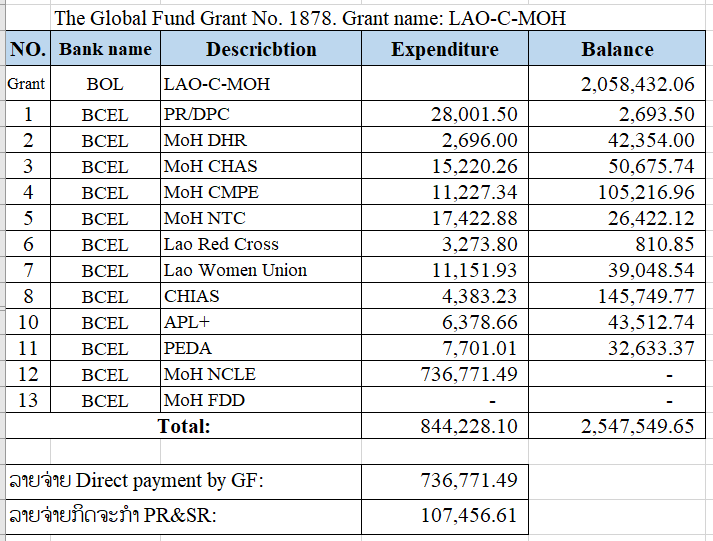 The Global Fund Grant No. 1878. Grant name: LAO-C-MOH
NO. Bank name Descricbtion Expenditure Balance
Grant BOL LAO-C-MOH 2,058,432.06
1 BCEL PR/DPC 28,001.50 2,693.50
2 BCEL MoH DHR 2,696.00 42,354.00
3 BCEL MoH CHAS 15,220.26 50,675.74
4 BCEL MoH CMPE 11,227.34 105,216.96
5 BCEL MoH NTC 17,422.88 26,422.12
6 BCEL Lao Red Cross 3,273.80 810.85
7 BCEL Lao Women Union 11,151.93 39,048.54
8 BCEL CHIAS 4,383.23 145,749.77
10 BCEL APL+ 6,378.66 43,512.74
11 BCEL PEDA 7,701.01 32,633.37
12 BCEL MoH NCLE 736,771.49 -
13 BCEL MoH FDD - -
Total: 844,228.10 2,547,549.65
ລາຍຈ່າຍ Direct payment by GF: 736,771.49
ລາຍຈ່າຍກິດຈະກຳ PR&SR: 107,456.61